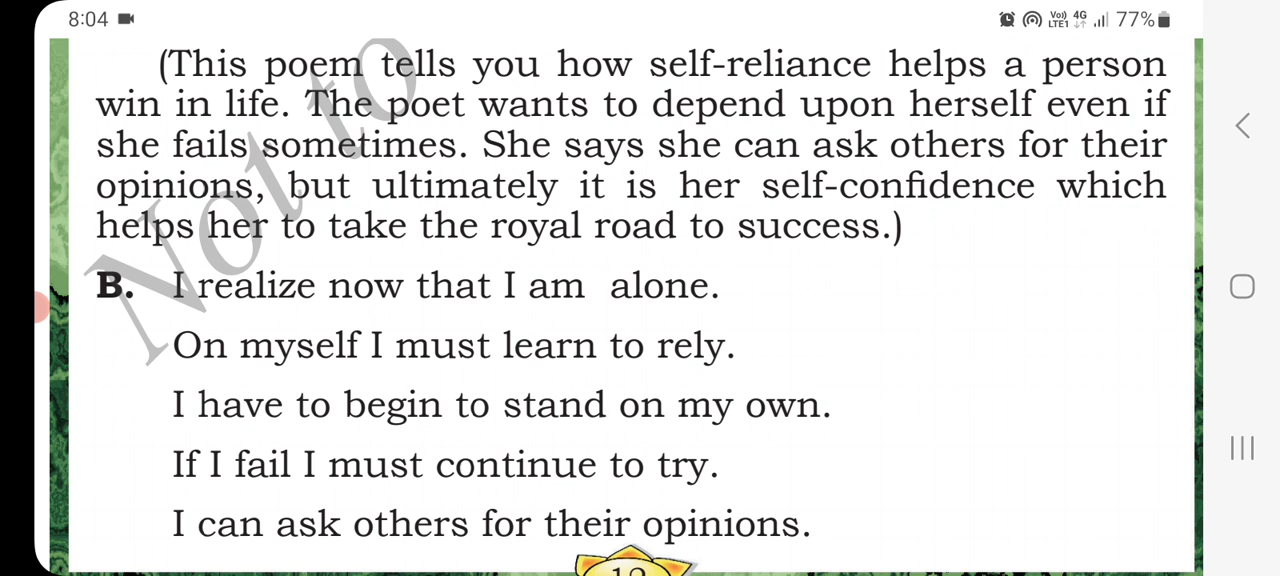 8:04
Vo)) 4G 77%
LTE1
(This poem tells you how self-reliance helps a person
win in life. The poet wants to depend upon herself even if
she fails sometimes. She says she can ask others for their
opinions, but ultimately it is her self-confidence which
helps her to take the royal road to success.)
Not to
B. I realize now that I am alone.
On myself I must learn to rely.
I have to begin to stand on my own.
If I fail I must continue to try.
I can ask others for their opinions.